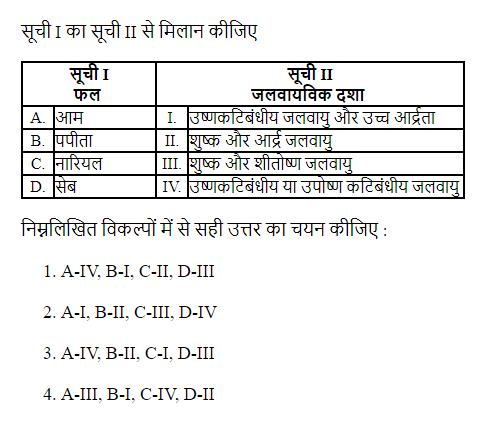 सूची I का सूची II से मिलान कीजिए
सूची I
फल
सूची II
जलवायविक दशा
A. आम I. उष्णकटिबंधीय जलवायु और उच्च आर्द्रता
B. पपीता II. शुष्क और आर्द्र जलवायु
C. नारियल III. शुष्क और शीतोष्ण जलवायु
D. सेब IV. उष्णकटिबंधीय या उपोष्ण कटिबंधीय जलवायु
निम्नलिखित विकल्पों में से सही उत्तर का चयन कीजिए :
1. A-IV, B-I, C-II, D-III
2. A-I, B-II, C-III, D-IV
3. A-IV, B-II, C-I, D-III
4. A-III, B-I, C-IV, D-II